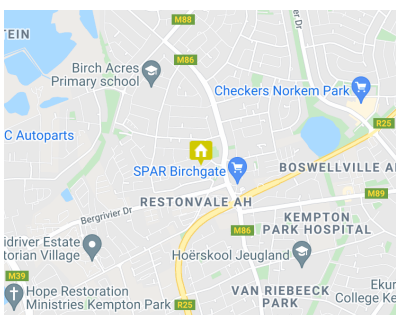 M88
TEIN
M86
Birch Acres
Primary school
Checkers Norkem Park
R25
C Autoparts
SPAR Birchgate
BOSWELLVILLE A
M89
RESTONVALE AH
Bergrivier Dr
KEMPTON
PARK HOSPITAL
M86
idriver Estate
torian Village
Hoërskool Jeugland
M39
Hope Restoration
Ministries Kempton Park
R25
VAN RIEBEECK
PARK
Ekur
College Ke